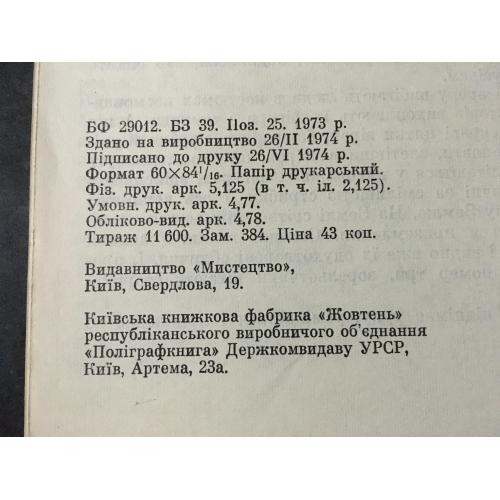 БФ 29012. БЗ 39. Поз. 25. 1973 р.
Здано на виробництво 26/II 1974 р.
Підписано до друку 26/VI 1974 р.
Формат 60×84¹/₁₆. Папір друкарський.
Фіз. друк. арк. 5,125 (в т. ч. іл. 2,125).
Умовн. друк. арк. 4,77.
Обліково-вид. арк. 4,78.
Тираж 11 600. Зам. 384. Ціна 43 коп.
Видавництво «Мистецтво»,
Київ, Свердлова, 19.
Київська книжкова фабрика «Жовтень»
республіканського виробничого об'єднання
«Поліграфкнига» Держкомвидаву УРСР,
Київ, Артема, 23а.